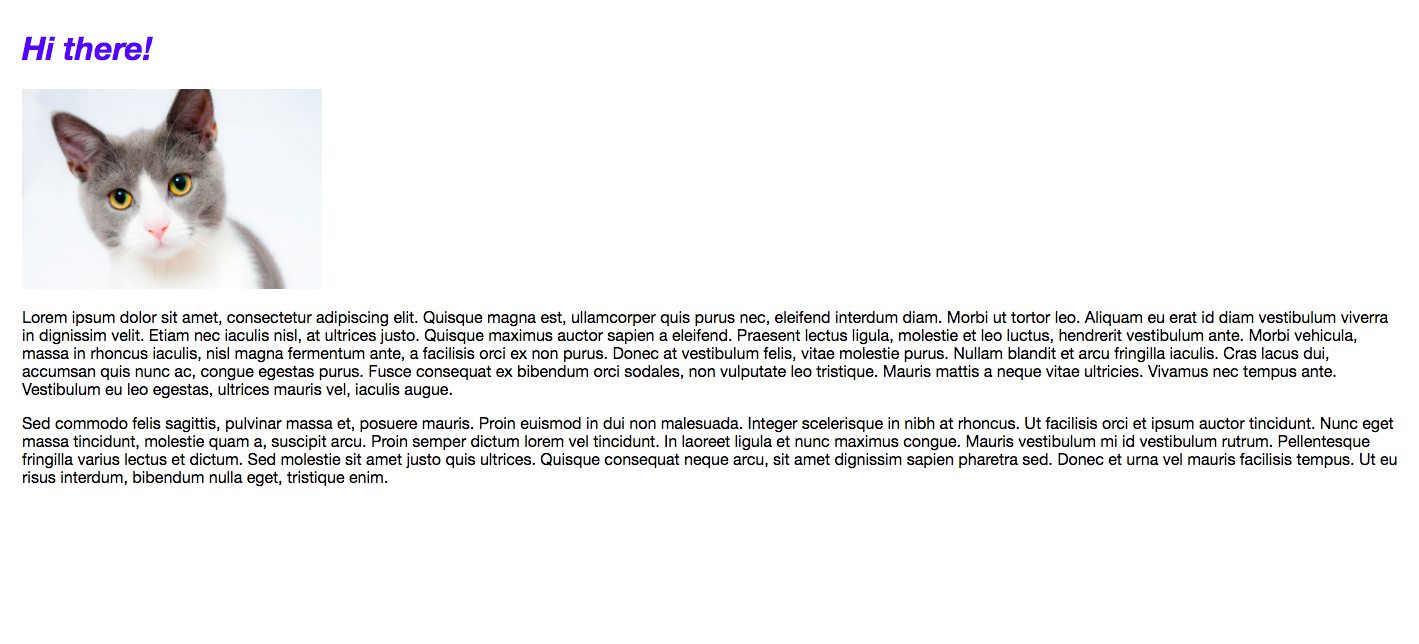 Hi there!
Lorem ipsum dolor sit amet, consectetur adipiscing elit. Quisque magna est, ullamcorper quis purus nec, eleifend interdum diam. Morbi ut tortor leo. Aliquam eu erat id diam vestibulum viverra
in dignissim velit. Etiam nec iaculis nisl, at ultrices justo. Quisque maximus auctor sapien a eleifend. Praesent lectus ligula, molestie et leo luctus, hendrerit vestibulum ante. Morbi vehicula,
massa in rhoncus iaculis, nisl magna fermentum ante, a facilisis orci ex non purus. Donec at vestibulum felis, vitae molestie purus. Nullam blandit et arcu fringilla iaculis. Cras lacus dui,
accumsan quis nunc ac, congue egestas purus. Fusce consequat ex bibendum orci sodales, non vulputate leo tristique. Mauris mattis a neque vitae ultricies. Vivamus nec tempus ante.
Vestibulum eu leo egestas, ultrices mauris vel, iaculis augue.
Sed commodo felis sagittis, pulvinar massa et, posuere mauris. Proin euismod in dui non malesuada. Integer scelerisque in nibh at rhoncus. Ut facilisis orci et ipsum auctor tincidunt. Nunc eget
massa tincidunt, molestie quam a, suscipit arcu. Proin semper dictum lorem vel tincidunt. In laoreet ligula et nunc maximus congue. Mauris vestibulum mi id vestibulum rutrum. Pellentesque
fringilla varius lectus et dictum. Sed molestie sit amet justo quis ultrices. Quisque consequat neque arcu, sit amet dignissim sapien pharetra sed. Donec et urna vel mauris facilisis tempus. Ut eu
risus interdum, bibendum nulla eget, tristique enim.